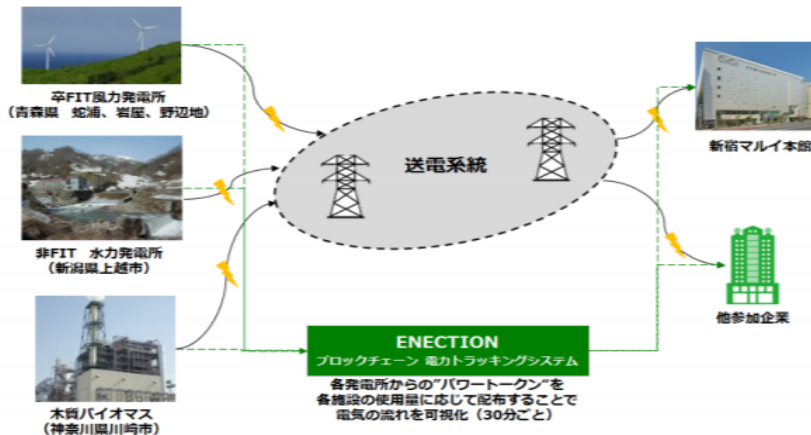 卒FIT風力発電所
（青森県　蛇浦、岩屋、野辺地）
送電系統
新宿マルイ本館
非FIT　水力発電所
（新潟県上越市）
他参加企業
ENECTION
ブロックチェーン 電力トラッキングシステム
木質バイオマス
（神奈川県川崎市）
各発電所からの”パワートークン”を
各施設の使用量に応じて配布することで
電気の流れを可視化（30分ごと）